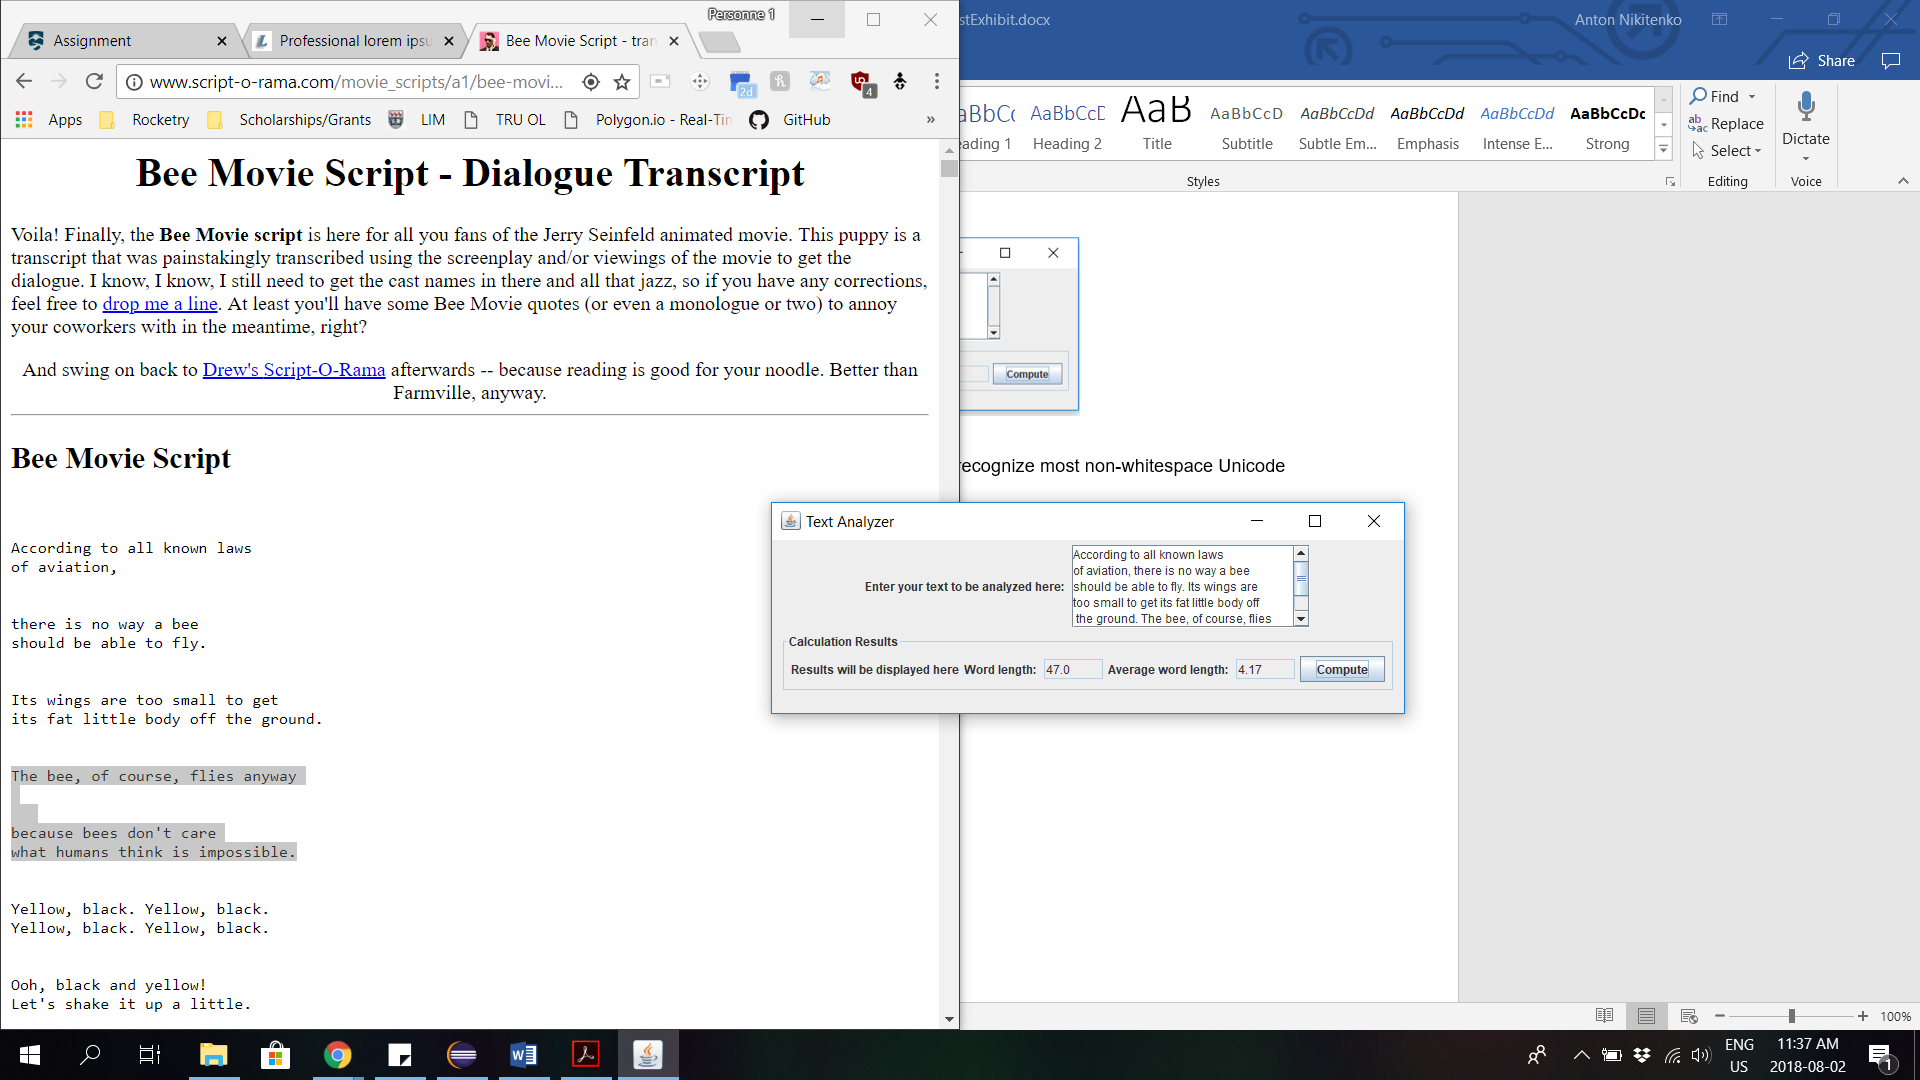 Personne 1
Assignment
Professional lorem ipsu
Bee Movie Script - tran
www.script-o-rama.com/movie_scripts/a1/bee-movi...
2d
4
Apps
Rocketry
Scholarships/Grants
LIM
TRU OL
Polygon.io - Real-Tim
GitHub
»
Bee Movie Script - Dialogue Transcript
Voila! Finally, the Bee Movie script is here for all you fans of the Jerry Seinfeld animated movie. This puppy is a
transcript that was painstakingly transcribed using the screenplay and/or viewings of the movie to get the
dialogue. I know, I know, I still need to get the cast names in there and all that jazz, so if you have any corrections,
feel free to drop me a line. At least you'll have some Bee Movie quotes (or even a monologue or two) to annoy
your coworkers with in the meantime, right?
And swing on back to Drew's Script-O-Rama afterwards -- because reading is good for your noodle. Better than
Farmville, anyway.
Bee Movie Script
According to all known laws
of aviation,
there is no way a bee
should be able to fly.
Its wings are too small to get
its fat little body off the ground.
The bee, of course, flies anyway
because bees don't care
what humans think is impossible.
Yellow, black. Yellow, black.
Yellow, black. Yellow, black.
Ooh, black and yellow!
Let's shake it up a little.
stExhibit.docx
Anton Nikitenko
Share
aBbCc AaBbCcE AaB AaBbCcD AaBbCcDd AaBbCcDd AaBbCcDd AaBbCcDc
eading 1 Heading 2 Title Subtitle Subtle Em... Emphasis Intense E... Strong
Styles
Find
Replace
Select
Editing
Dictate
Voice
Compute
recognize most non-whitespace Unicode
Text Analyzer
Enter your text to be analyzed here:
According to all known laws
of aviation, there is no way a bee
should be able to fly. Its wings are
too small to get its fat little body off
the ground. The bee, of course, flies
Calculation Results
Results will be displayed here Word length: 47.0 Average word length: 4.17 Compute
100%
ENG
US
11:37 AM
2018-08-02
1